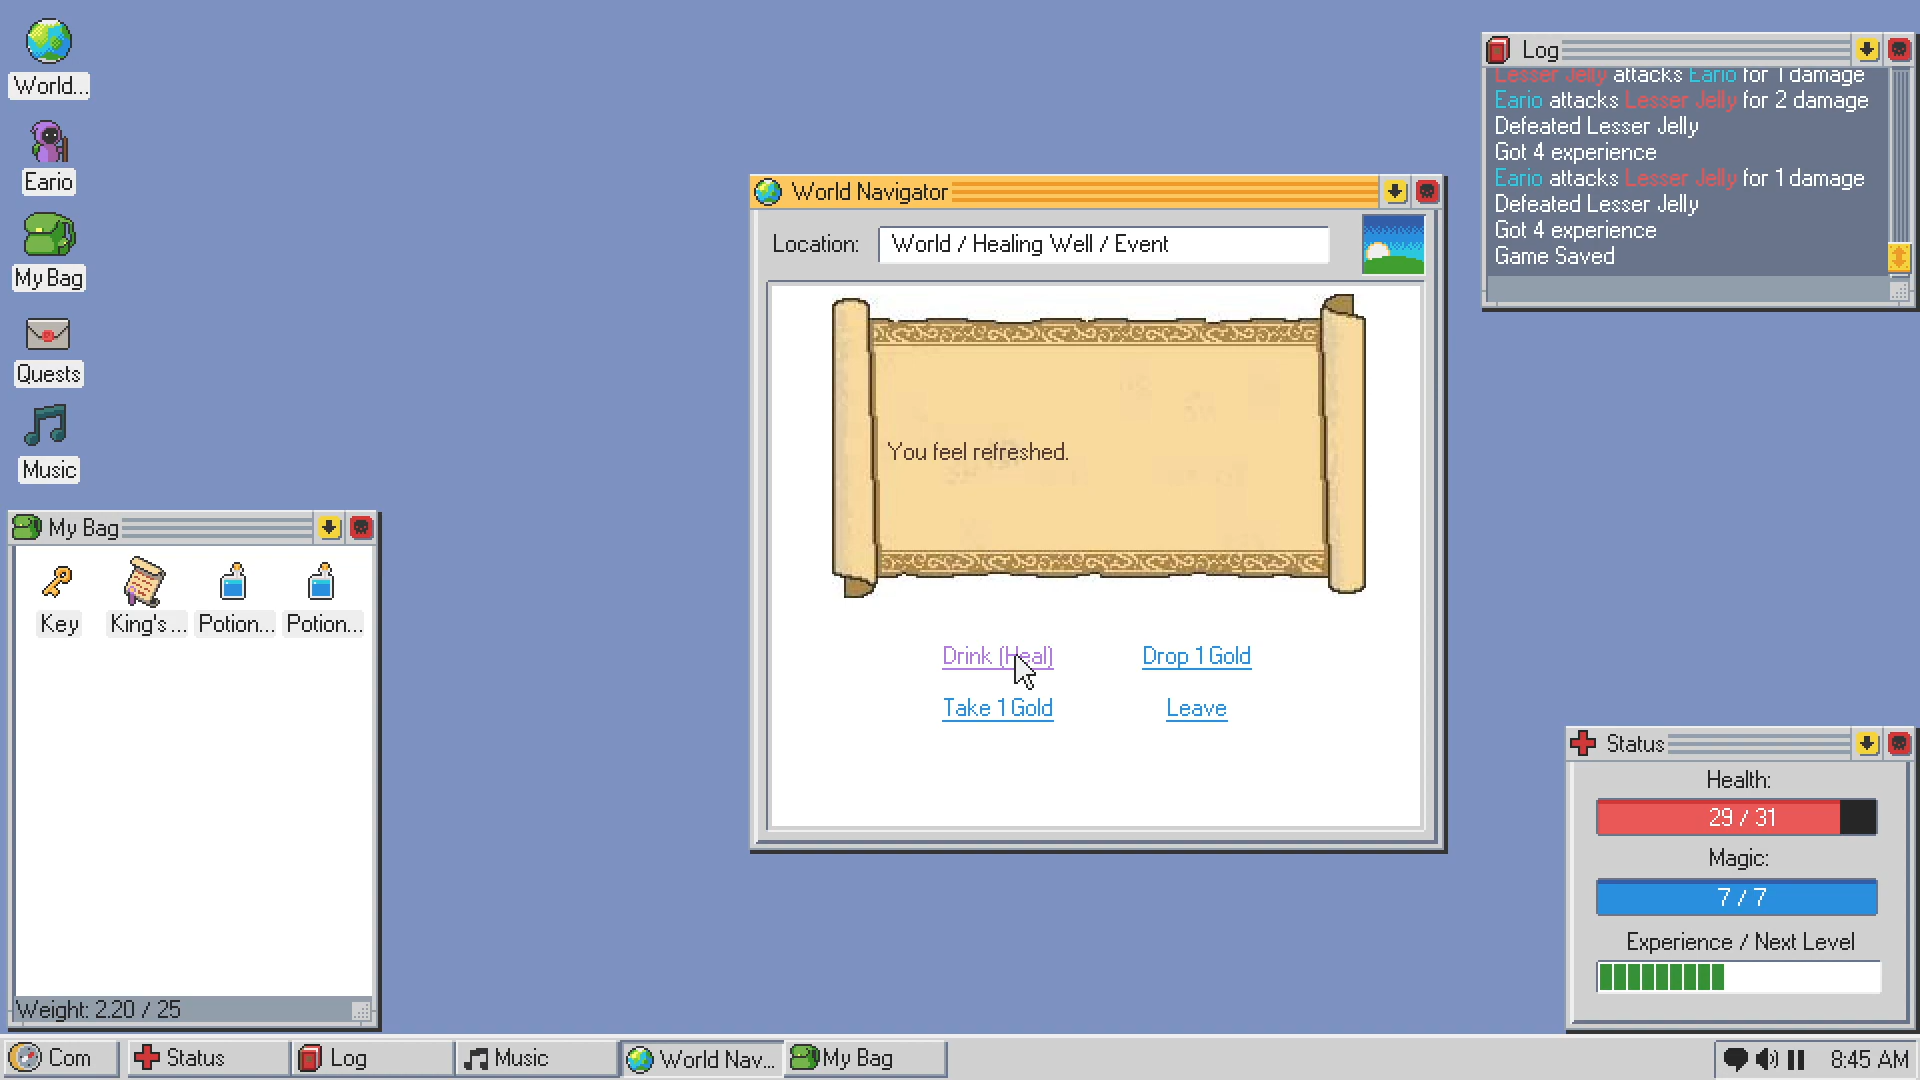 World...
Eario
My Bag
Quests
Music
Log
Lesser Jelly attacks Eario for 1 damage
Eario attacks Lesser Jelly for 2 damage
Defeated Lesser Jelly
Got 4 experience
Eario attacks Lesser Jelly for 1 damage
Defeated Lesser Jelly
Got 4 experience
Game Saved
World Navigator
Location: World / Healing Well / Event
You feel refreshed.
Drink (Heal) Drop 1 Gold
Take 1 Gold Leave
My Bag
Key King's ... Potion... Potion...
Weight: 2.20 / 25
Status
Health:
29 / 31
Magic:
7 / 7
Experience / Next Level
Com Status Log Music World Nav... My Bag 8:45 AM